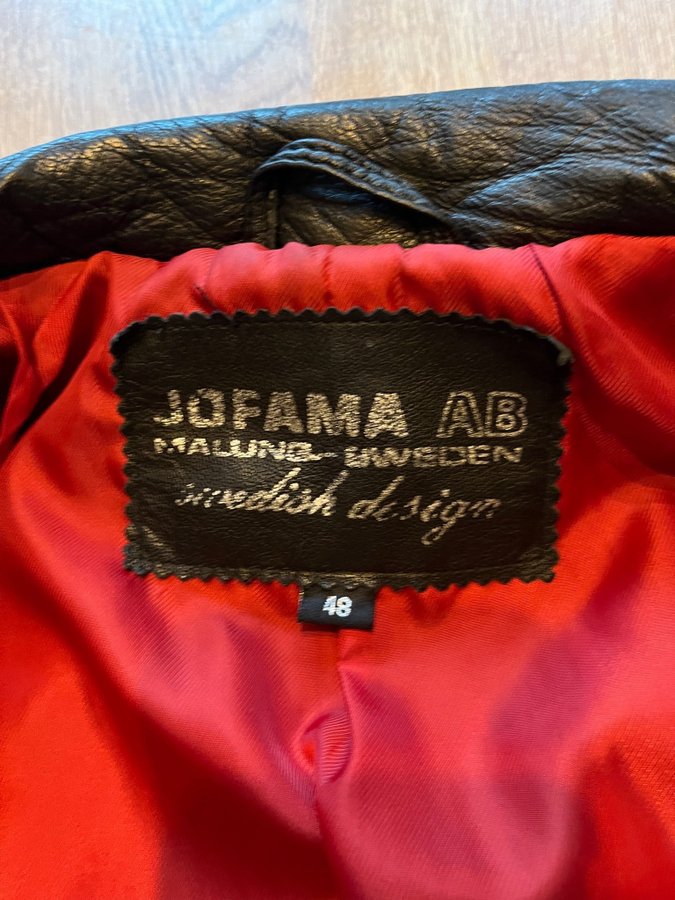 JOFAMA AB
MALUNG-SWEDEN
swedish design
48